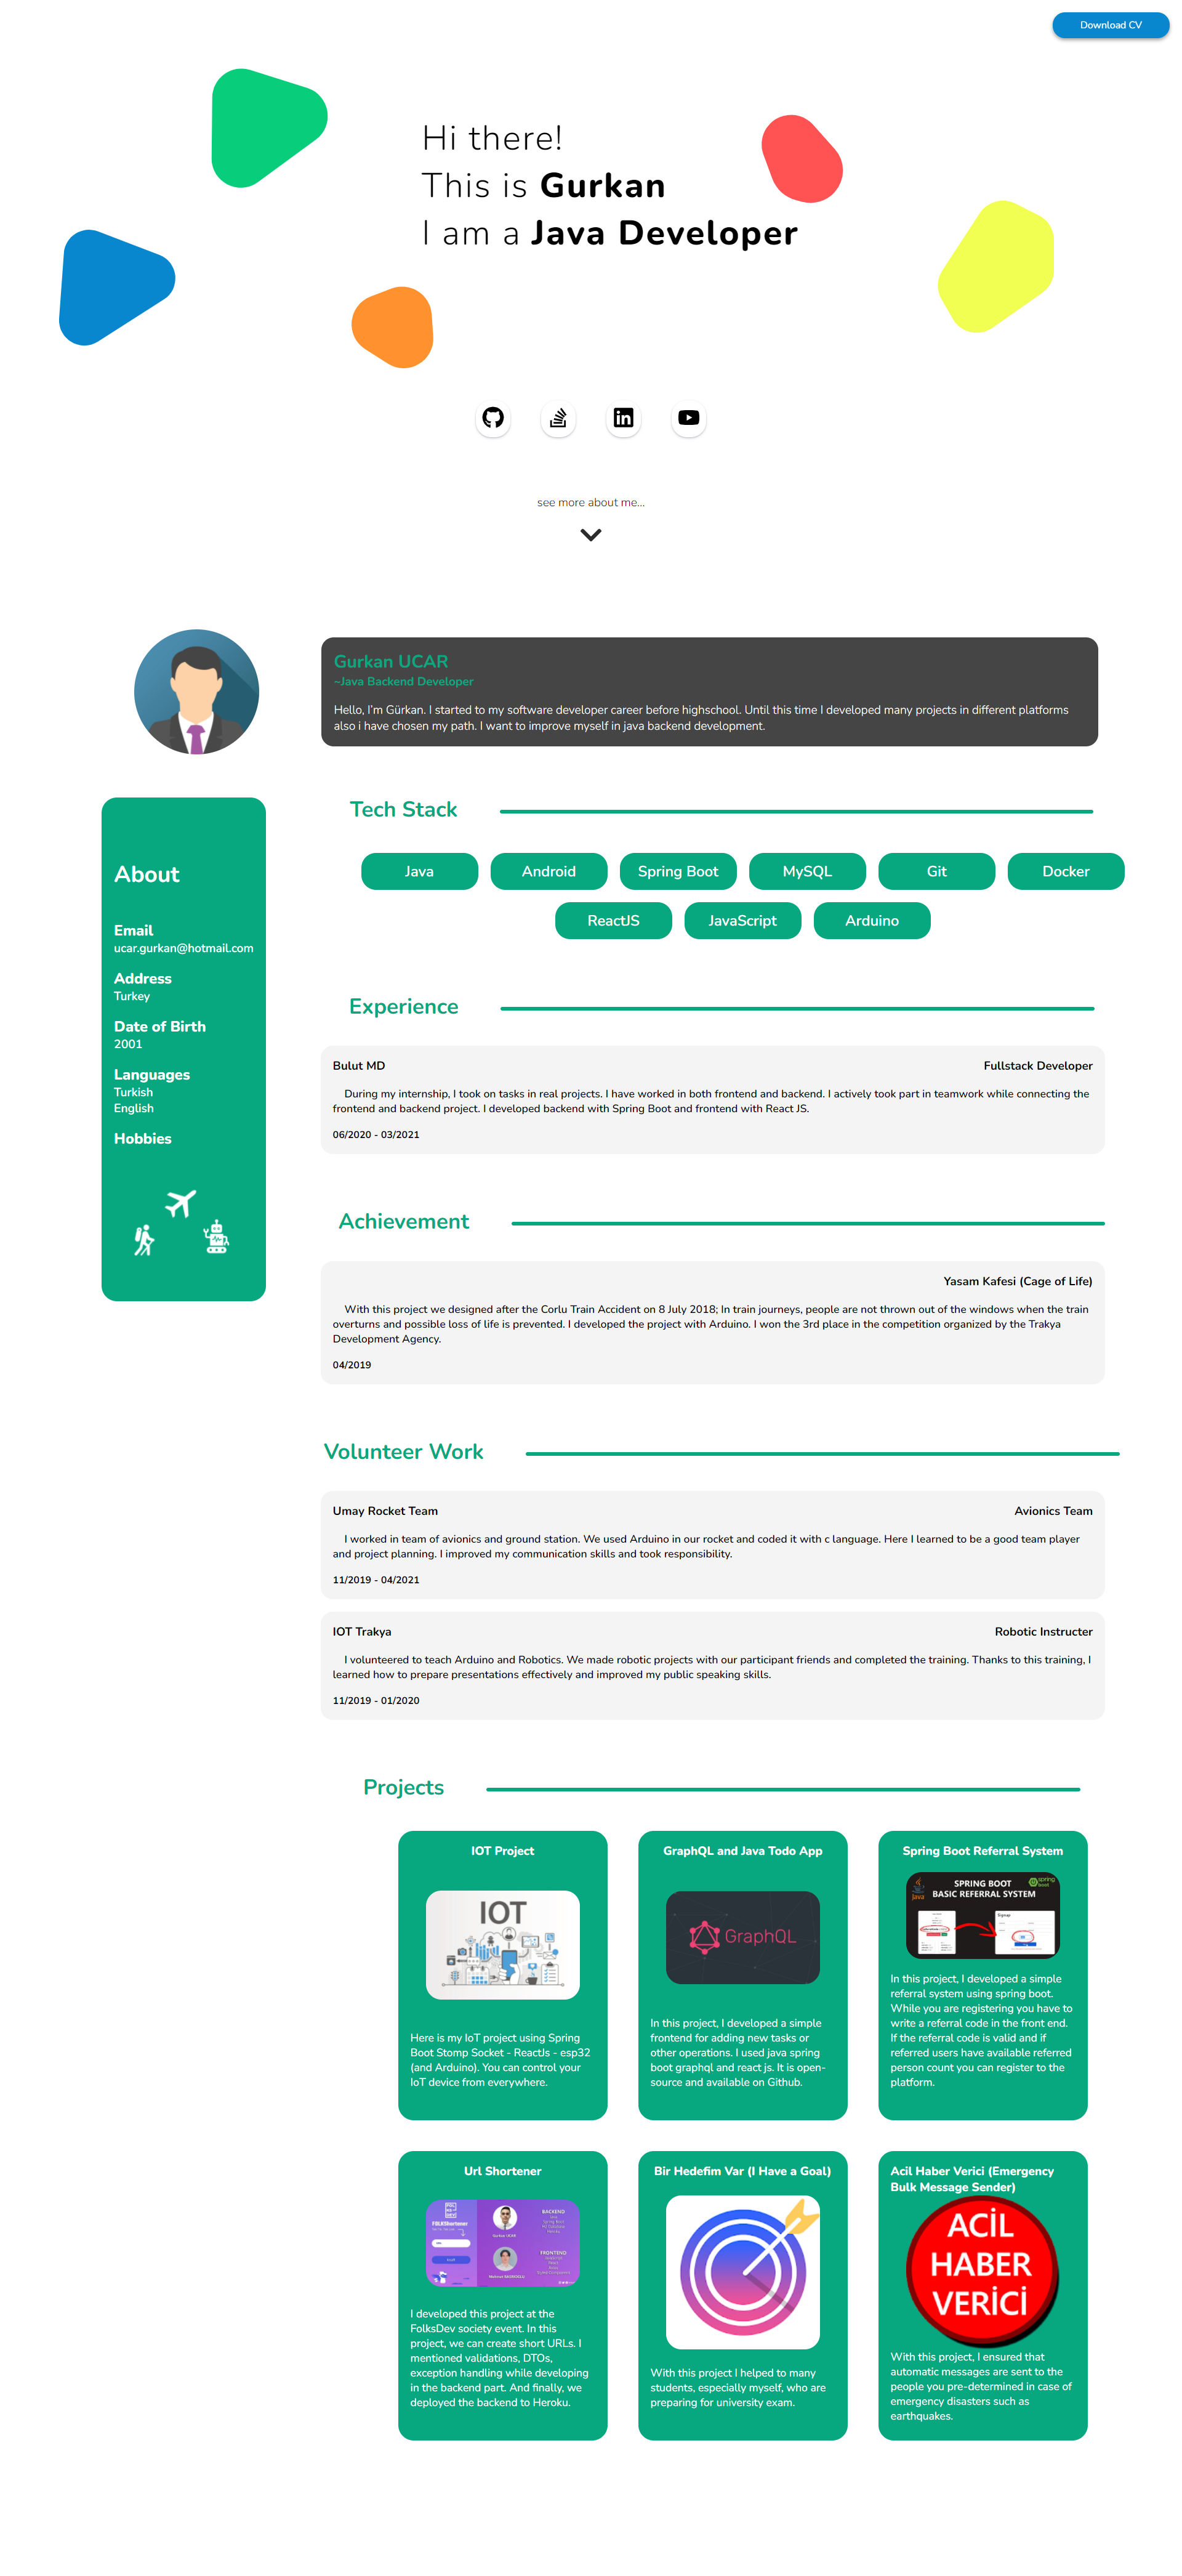 Download CV
Hi there!
This is Gurkan
I am a Java Developer
see more about me...
Gurkan UCAR
~Java Backend Developer
Hello, I'm Gürkan. I started to my software developer career before highschool. Until this time I developed many projects in different platforms
also i have chosen my path. I want to improve myself in java backend development.
About
Email
ucar.gurkan@hotmail.com
Address
Turkey
Date of Birth
2001
Languages
Turkish
English
Hobbies
Tech Stack
Java
Android
Spring Boot
MySQL
Git
Docker
ReactJS
JavaScript
Arduino
Experience
Bulut MD
Fullstack Developer
During my internship, I took on tasks in real projects. I have worked in both frontend and backend. I actively took part in teamwork while connecting the
frontend and backend project. I developed backend with Spring Boot and frontend with React JS.
06/2020 - 03/2021
Achievement
Yasam Kafesi (Cage of Life)
With this project we designed after the Corlu Train Accident on 8 July 2018; In train journeys, people are not thrown out of the windows when the train
overturns and possible loss of life is prevented. I developed the project with Arduino. I won the 3rd place in the competition organized by the Trakya
Development Agency.
04/2019
Volunteer Work
Umay Rocket Team
Avionics Team
I worked in team of avionics and ground station. We used Arduino in our rocket and coded it with c language. Here I learned to be a good team player
and project planning. I improved my communication skills and took responsibility.
11/2019 - 04/2021
IOT Trakya
Robotic Instructer
I volunteered to teach Arduino and Robotics. We made robotic projects with our participant friends and completed the training. Thanks to this training, I
learned how to prepare presentations effectively and improved my public speaking skills.
11/2019 - 01/2020
Projects
IOT Project
IOT
Here is my IoT project using Spring
Boot Stomp Socket - ReactJs - esp32
(and Arduino). You can control your
IoT device from everywhere.
GraphQL and Java Todo App
GraphQL
In this project, I developed a simple
frontend for adding new tasks or
other operations. I used java spring
boot graphql and react js. It is open-
source and available on Github.
Spring Boot Referral System
Java
SPRING BOOT
BASIC REFERRAL SYSTEM
spring
boot
In this project, I developed a simple
referral system using spring boot.
While you are registering you have to
write a referral code in the front end.
If the referral code is valid and if
referred users have available referred
person count you can register to the
platform.
Url Shortener
FOLKShortener
BACKEND
FRONTEND
I developed this project at the
FolksDev society event. In this
project, we can create short URLs. I
mentioned validations, DTOs,
exception handling while developing
in the backend part. And finally, we
deployed the backend to Heroku.
Bir Hedefim Var (I Have a Goal)
With this project I helped to many
students, especially myself, who are
preparing for university exam.
Acil Haber Verici (Emergency
Bulk Message Sender)
ACİL
HABER
VERİCİ
With this project, I ensured that
automatic messages are sent to the
people you pre-determined in case of
emergency disasters such as
earthquakes.